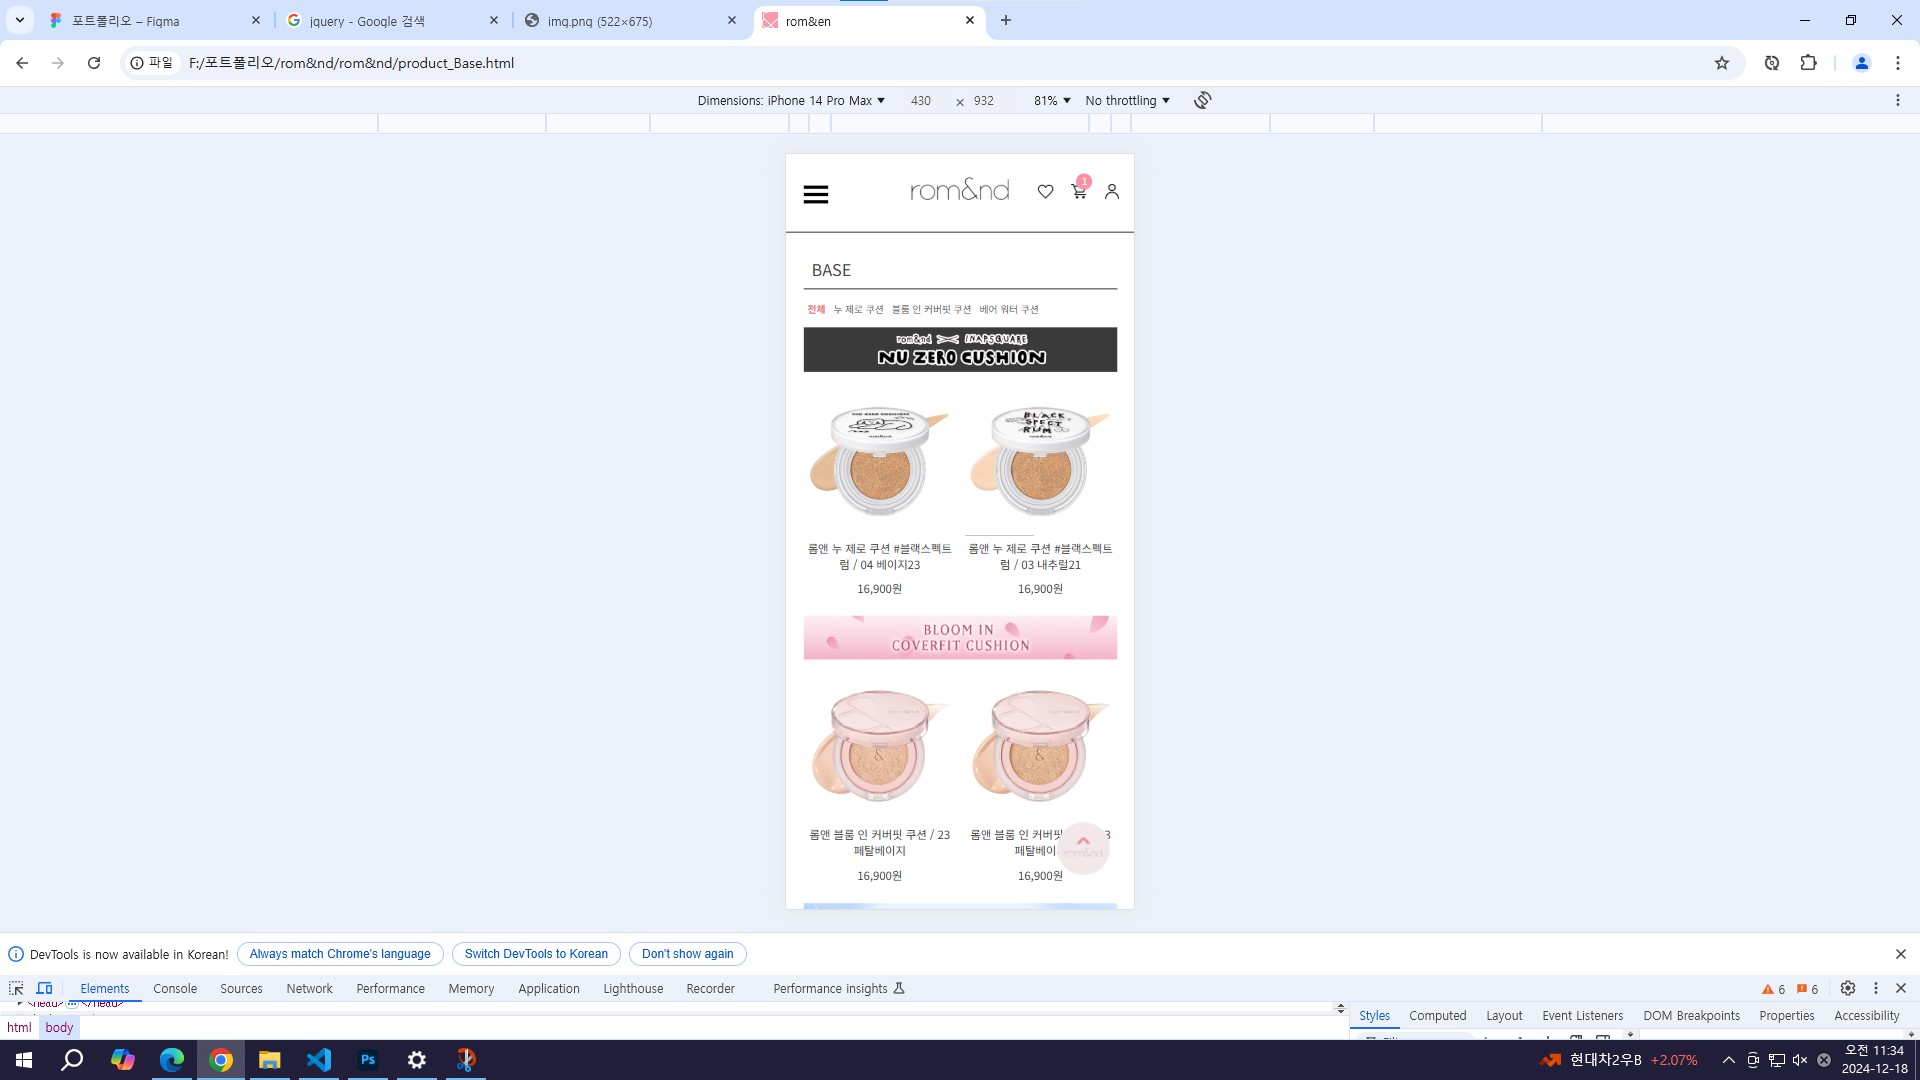 포트폴리오 – Figma
jquery - Google 검색
img.png (522×675)
rom&en
파일
F:/포트폴리오/rom&nd/rom&nd/product_Base.html
Dimensions: iPhone 14 Pro Max ▼ 430 × 932 81% ▼ No throttling ▼
rom&nd
1
BASE
전체 누 제로 쿠션 블룸 인 커버핏 쿠션 베어 워터 쿠션
rom&nd INAPSQUARE
NU ZERO CUSHION
BLACK
SPECT
RUM
롬앤 누 제로 쿠션 #블랙스펙트
럼 / 04 베이지23
16,900원
롬앤 누 제로 쿠션 #블랙스펙트
럼 / 03 내추럴21
16,900원
BLOOM IN
COVERFIT CUSHION
롬앤 블룸 인 커버핏 쿠션 / 23
페탈베이지
16,900원
롬앤 블룸 인 커버핏
페탈베이
rom&nd
16,900원
DevTools is now available in Korean!
Always match Chrome's language
Switch DevTools to Korean
Don't show again
Elements Console Sources Network Performance Memory Application Lighthouse Recorder Performance insights
6 6
<head> </head>
html body
Styles Computed Layout Event Listeners DOM Breakpoints Properties Accessibility
Ps
현대차2우B +2.07%
오전 11:34
2024-12-18